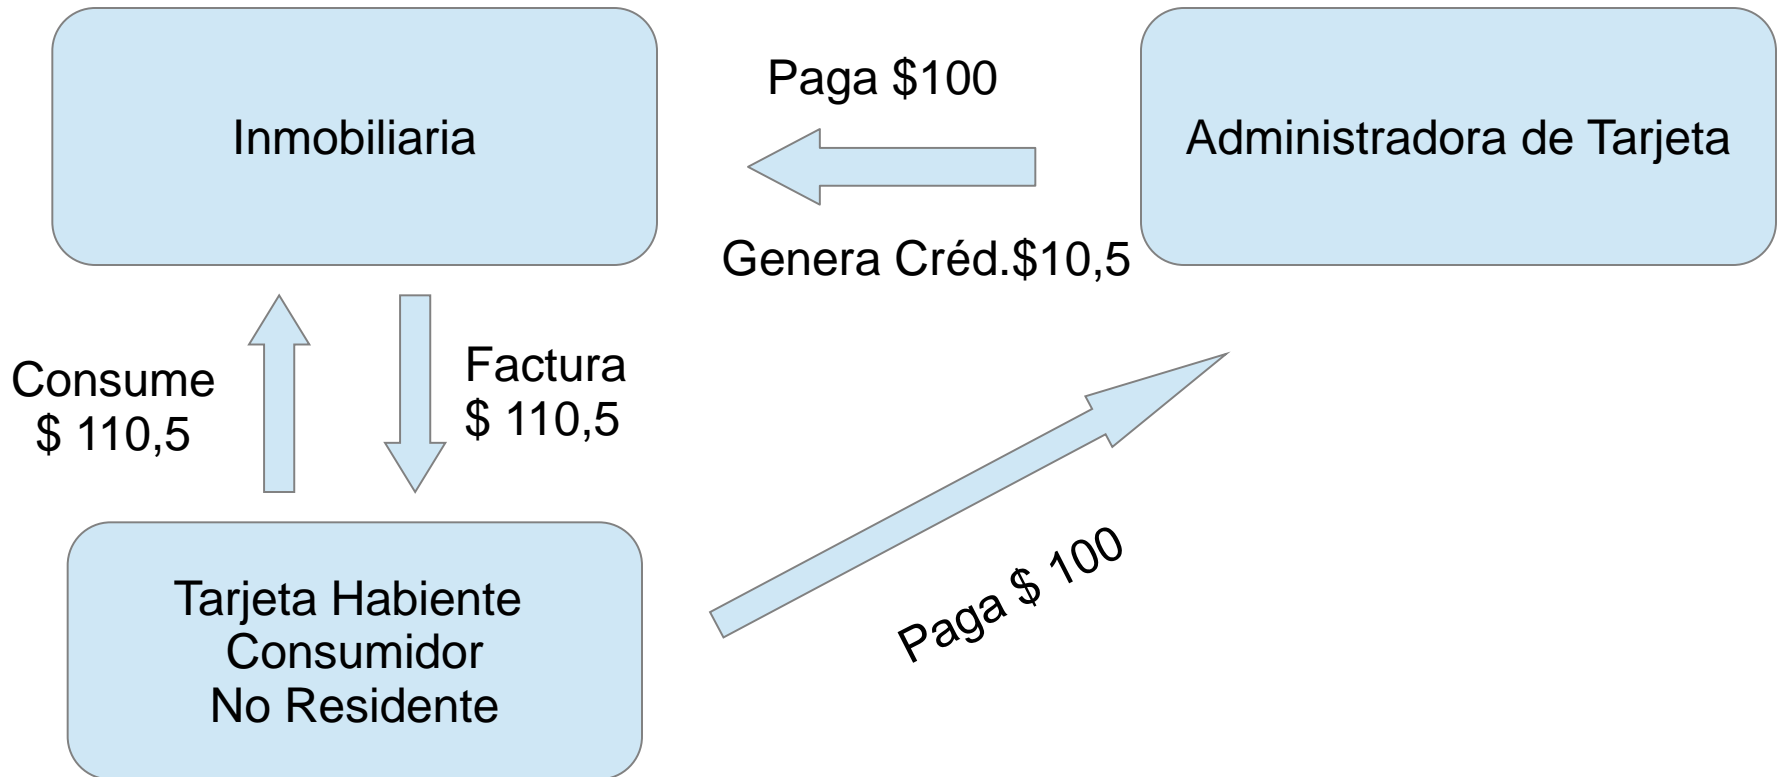 Inmobiliaria
Paga $100
Genera Créd.$10,5
Administradora de Tarjeta
Consume
$ 110,5
Factura
$ 110,5
Paga $ 100
Tarjeta Habiente
Consumidor
No Residente